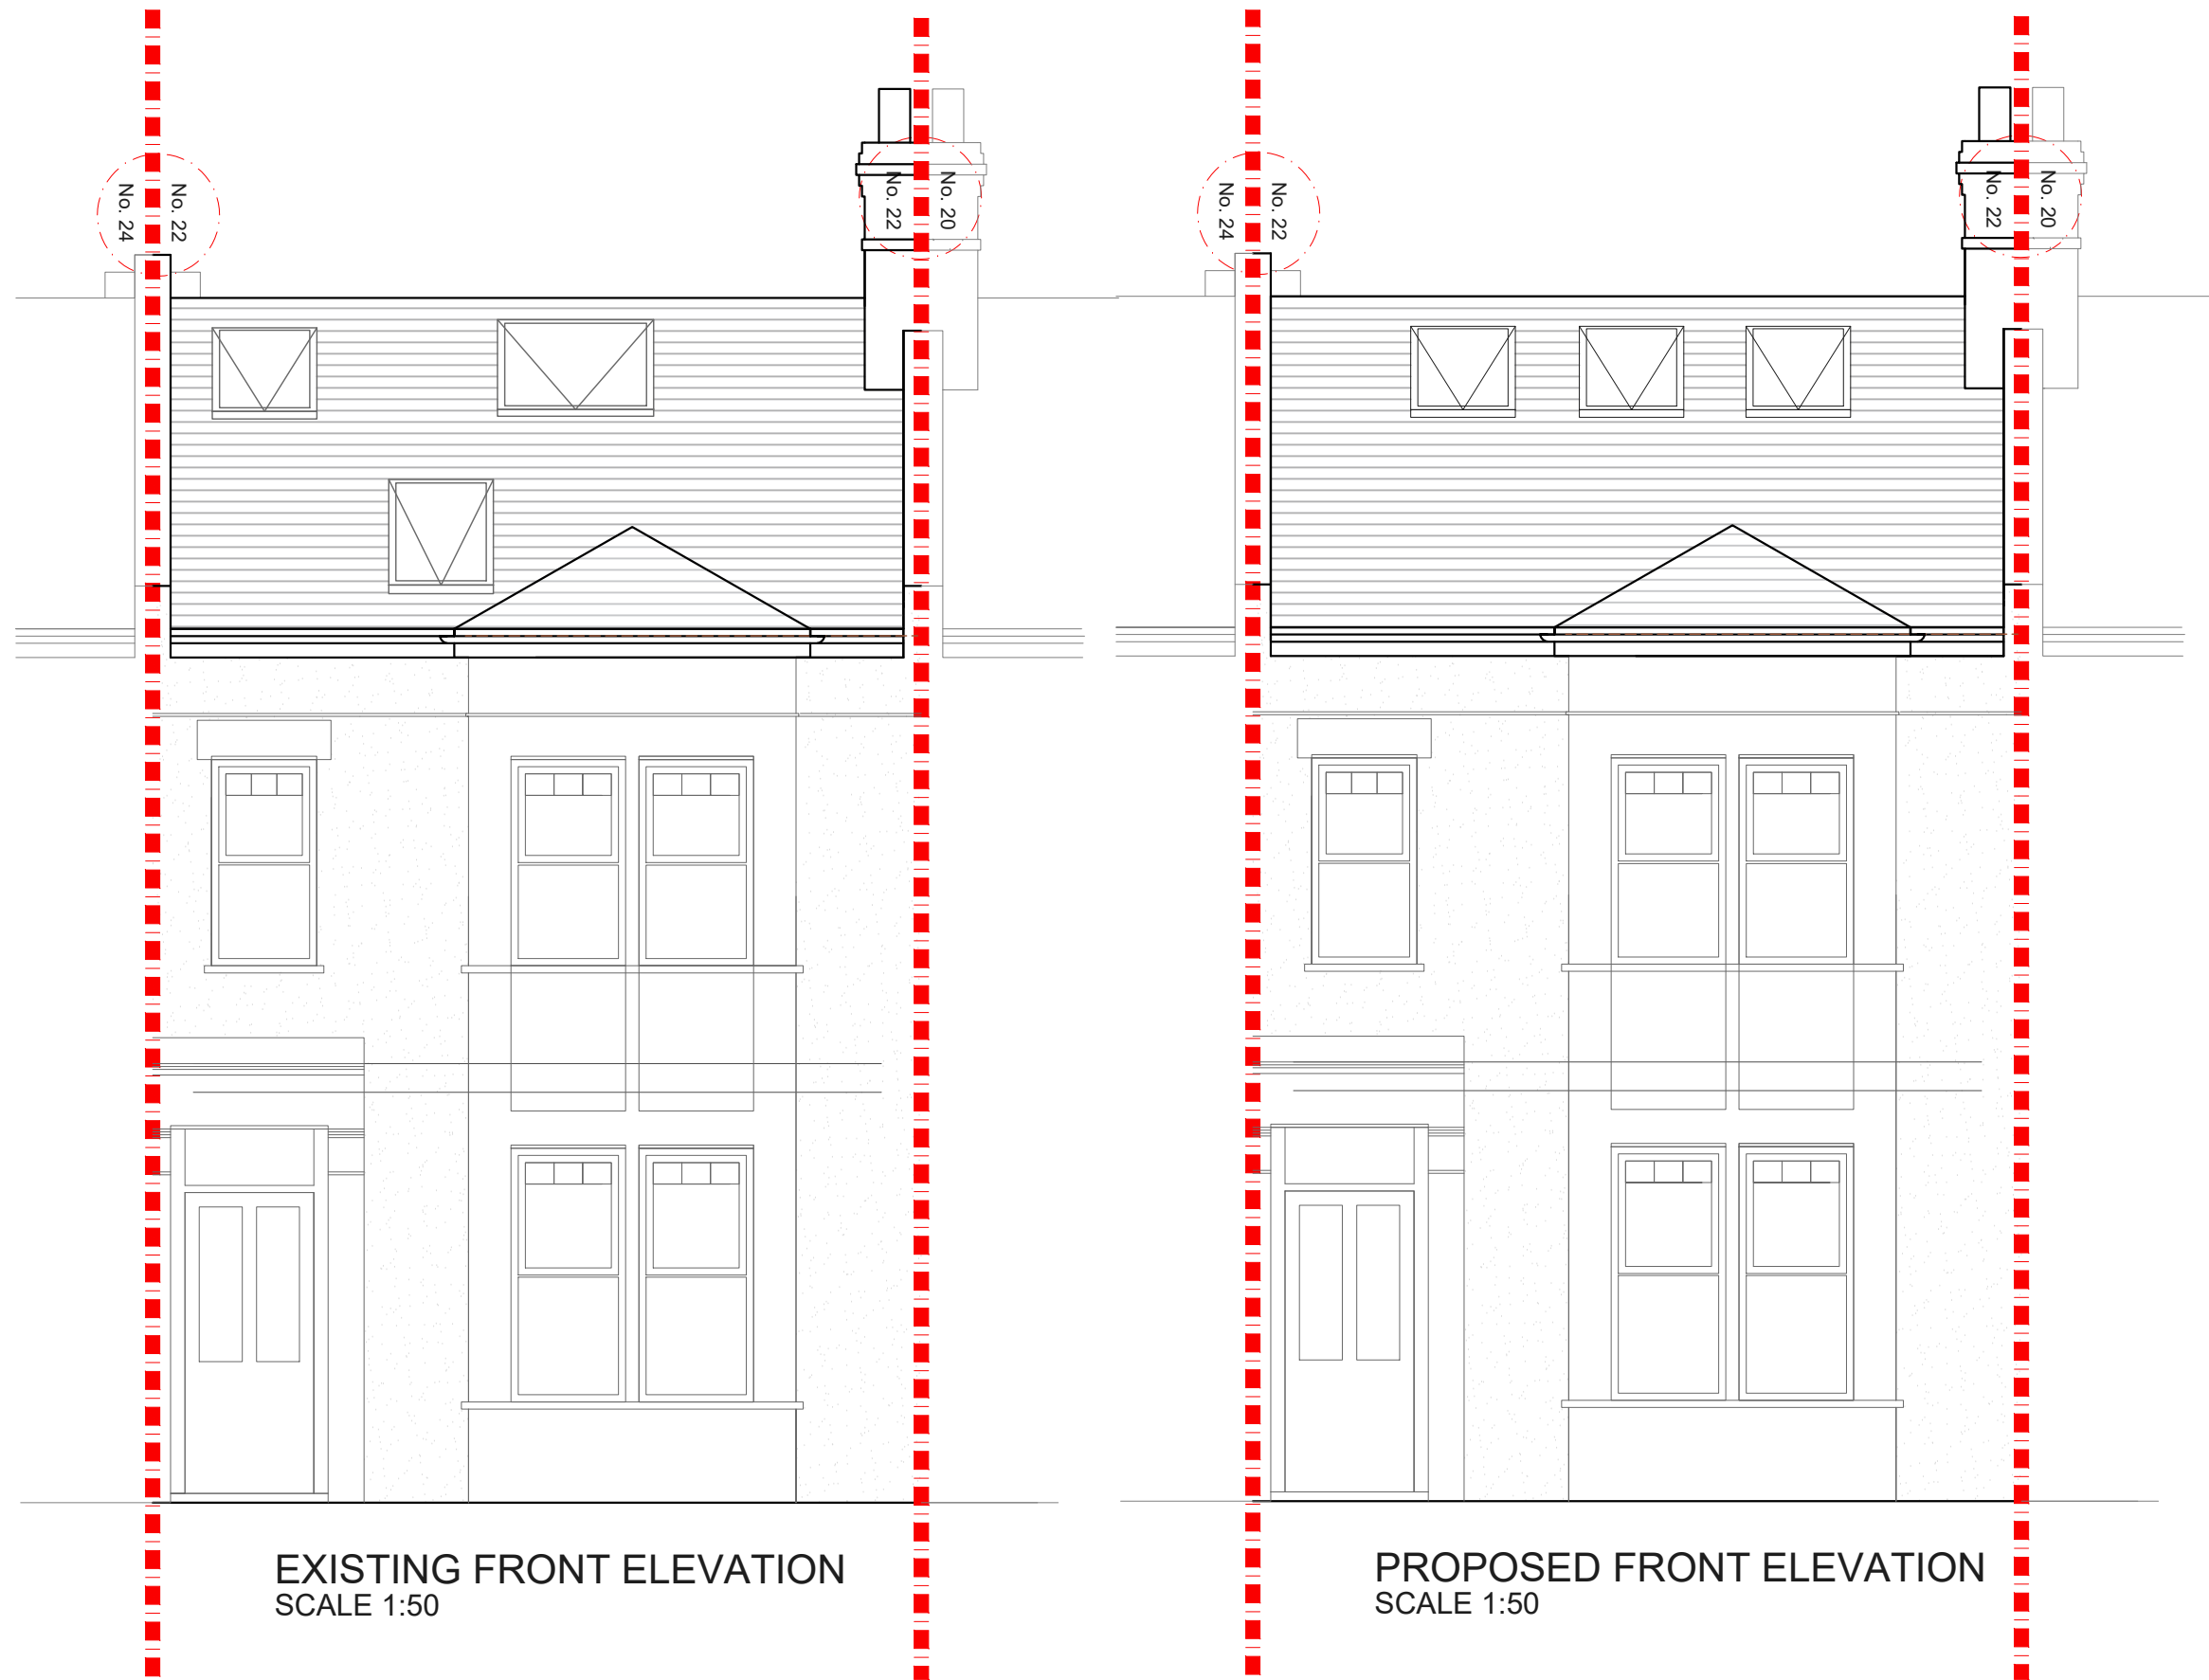 No. 24
No. 22
No. 22
No. 20
No. 24
No. 22
No. 22
No. 20
EXISTING FRONT ELEVATION
SCALE 1:50
PROPOSED FRONT ELEVATION
SCALE 1:50